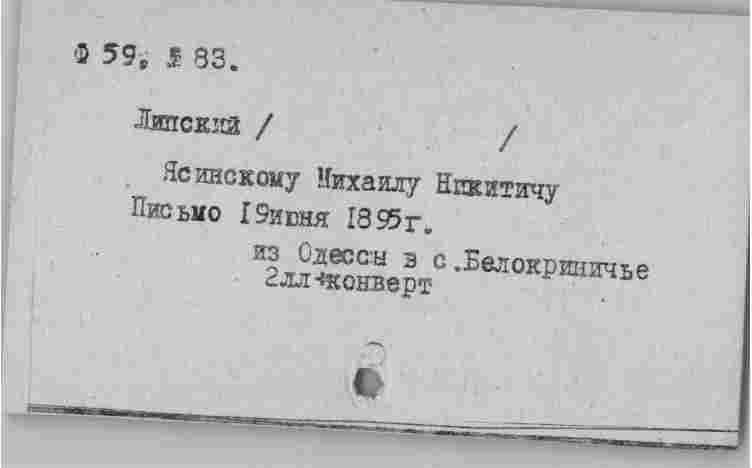 Ф 59, № 83.
Липский / /
Ясинскому Михаилу Никитичу
Письмо 19июня 1895г.
из Одессы в с.Белокриничье
2лл+конверт